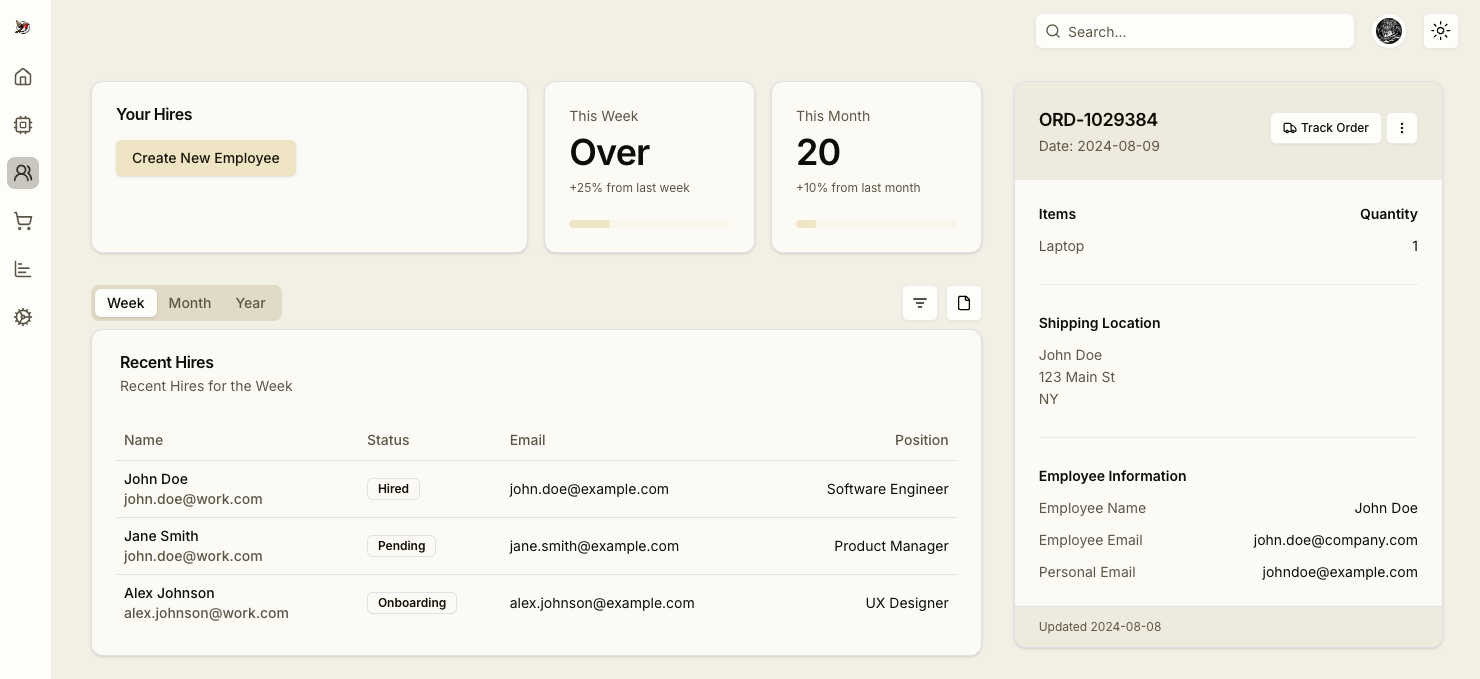 Search...
Your Hires
Create New Employee
This Week
Over
+25% from last week
This Month
20
+10% from last month
Week Month Year
Recent Hires
Recent Hires for the Week
Name Status Email Position
John Doe
john.doe@work.com
Hired john.doe@example.com Software Engineer
Jane Smith
john.doe@work.com
Pending jane.smith@example.com Product Manager
Alex Johnson
alex.johnson@work.com
Onboarding alex.johnson@example.com UX Designer
ORD-1029384
Date: 2024-08-09
Track Order
Items Quantity
Laptop 1
Shipping Location
John Doe
123 Main St
NY
Employee Information
Employee Name John Doe
Employee Email john.doe@company.com
Personal Email johndoe@example.com
Updated 2024-08-08